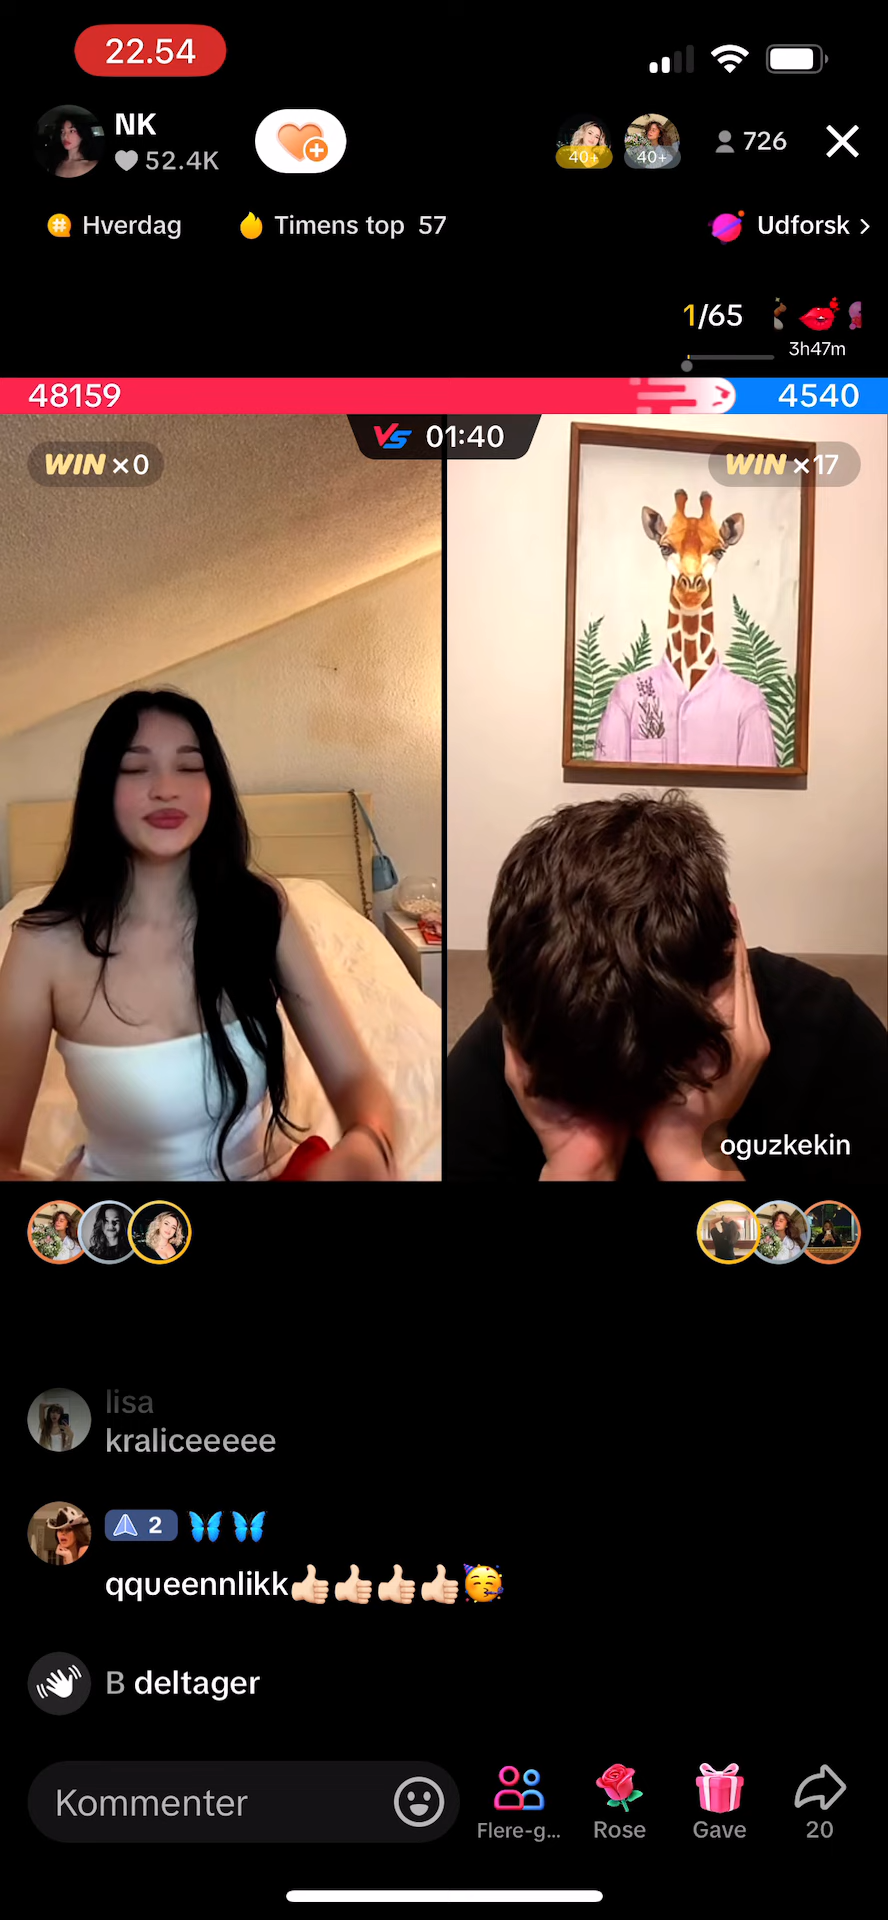 22.54
NK
52.4K
40+
40+
726
Hverdag
Timens top 57
Udforsk >
1/65
3h47m
48159
4540
VS 01:40
WIN ×0
WIN ×17
oguzkekin
lisa
kraliceeeee
2 🦋🦋
qqueennlikk👍🏻👍🏻👍🏻👍🏻🥳
B deltager
Kommenter
Flere-g...
Rose
Gave
20